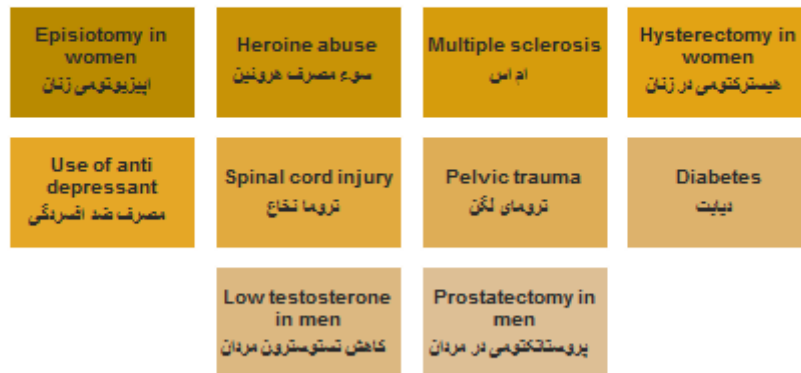 Episiotomy in
women
اپیزیوتومی زنان
Heroine abuse
سوء مصرف هروئین
Multiple sclerosis
ام اس
Hysterectomy in
women
هیسترکتومی در زنان
Use of anti
depressant
مصرف ضد افسردگی
Spinal cord injury
تروما نخاع
Pelvic trauma
ترومای لگن
Diabetes
دیابت
Low testosterone
in men
کاهش تستوسترون مردان
Prostatectomy in
men
پروستاتکتومی در مردان